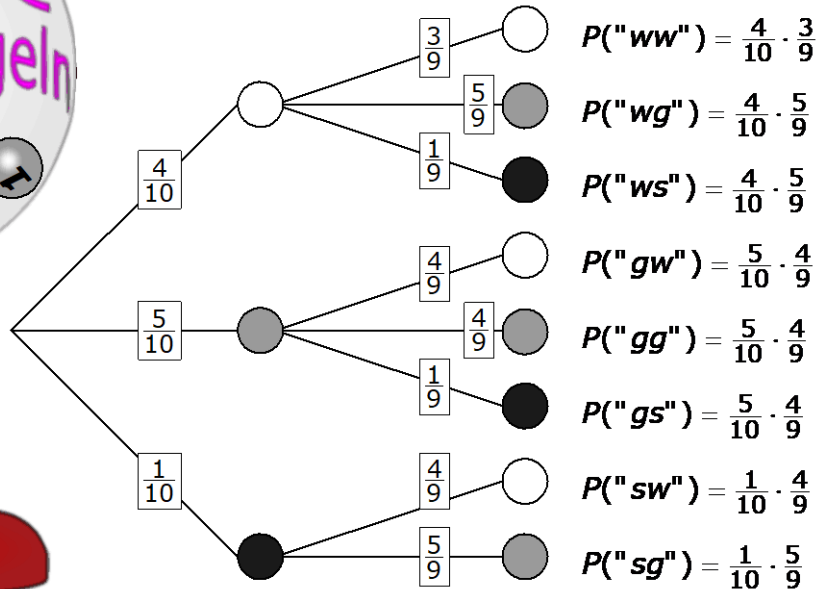 geln
1
3/9
P("ww") = 4/10 · 3/9
5/9
P("wg") = 4/10 · 5/9
4/10
1/9
P("ws") = 4/10 · 5/9
4/9
P("gw") = 5/10 · 4/9
5/10
4/9
P("gg") = 5/10 · 4/9
1/9
P("gs") = 5/10 · 4/9
1/10
4/9
P("sw") = 1/10 · 4/9
5/9
P("sg") = 1/10 · 5/9